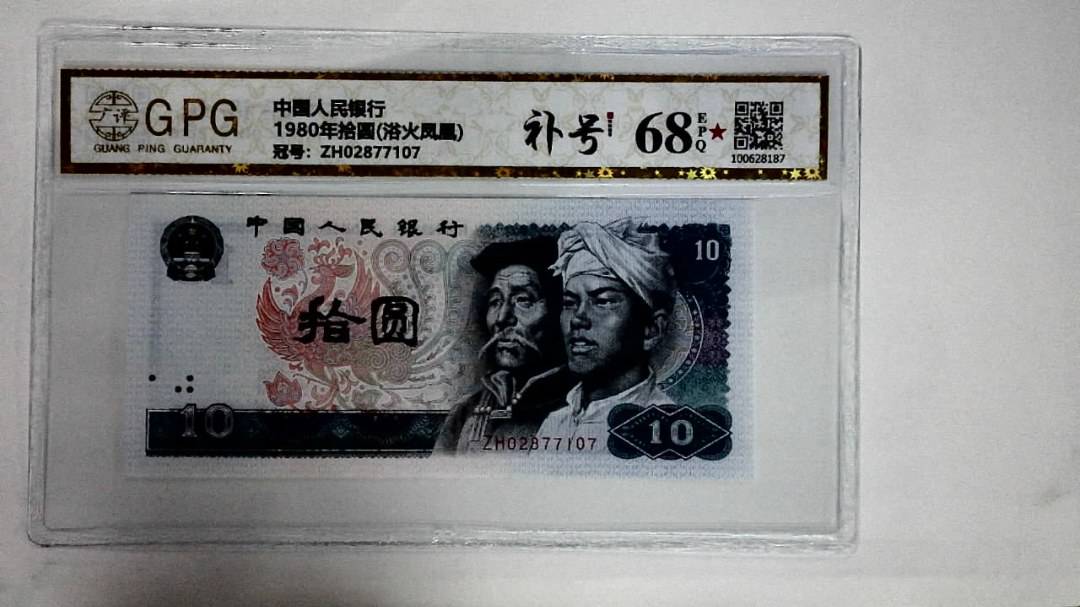 广评
GPG
GUANG PING GUARANTY
中国人民银行
1980年拾圆(浴火凤凰)
冠号：ZH02877107
补号
68
EPQ
100628187
中国人民银行
10
拾圆
10
ZH02877107
10